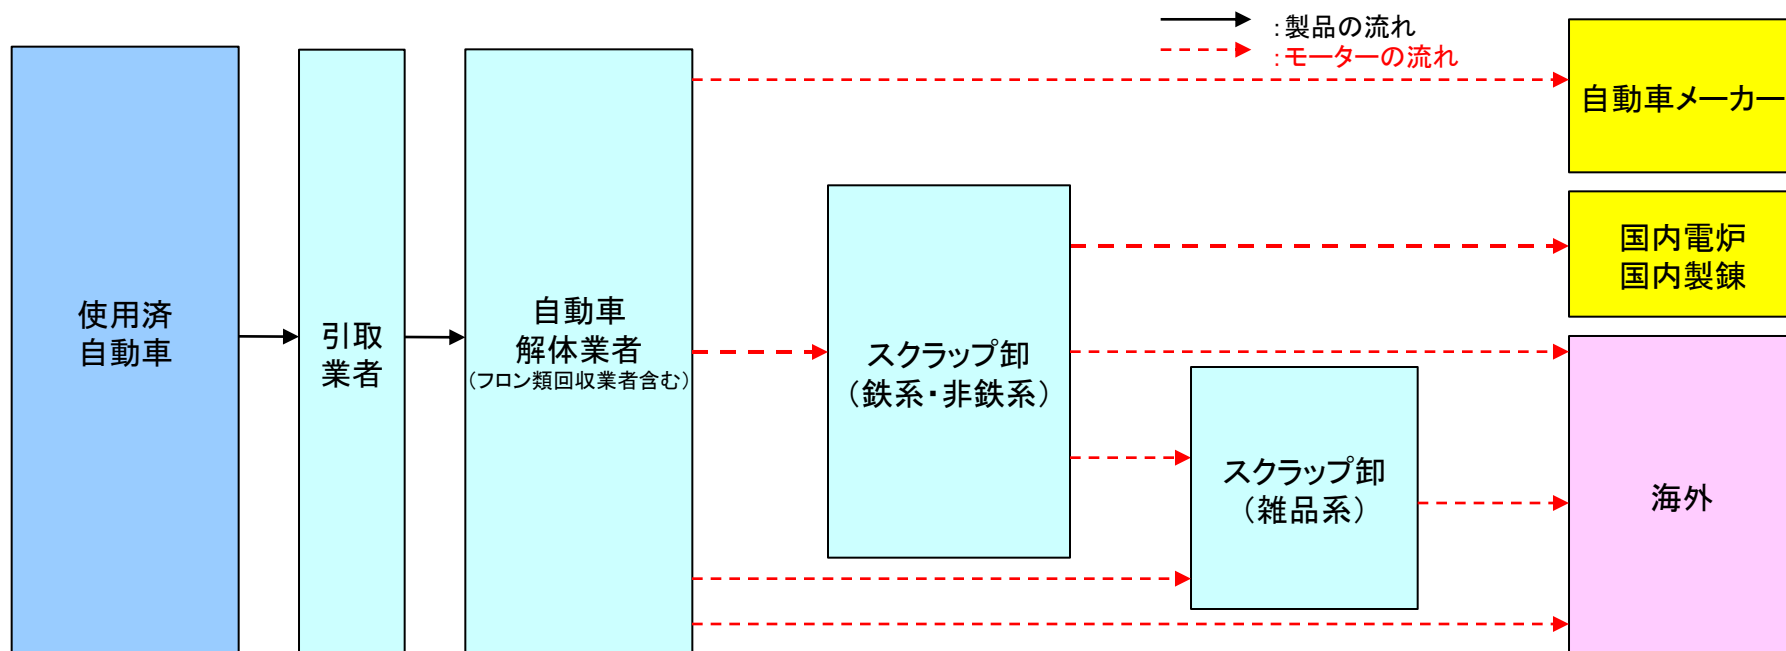 :製品の流れ
:モーターの流れ
使用済
自動車
引取
業者
自動車
解体業者
(フロン類回収業者含む)
スクラップ卸
(鉄系・非鉄系)
スクラップ卸
(雑品系)
自動車メーカー
国内電炉
国内製錬
海外